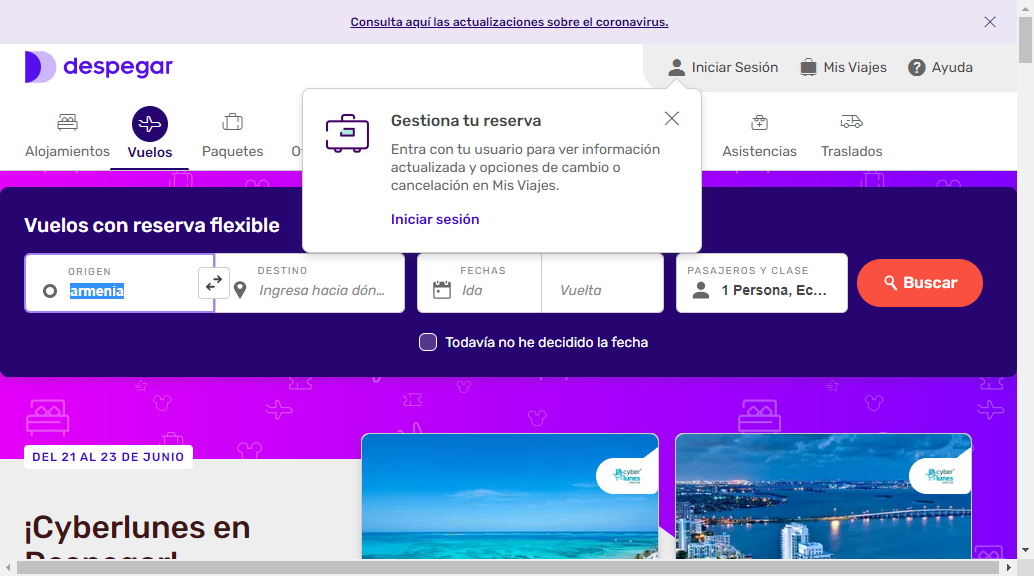 Consulta aquí las actualizaciones sobre el coronavirus.
despegar
Iniciar Sesión
Mis Viajes
Ayuda
Alojamientos
Vuelos
Paquetes
Asistencias
Traslados
Gestiona tu reserva
Entra con tu usuario para ver información
actualizada y opciones de cambio o
cancelación en Mis Viajes.
Iniciar sesión
Vuelos con reserva flexible
ORIGEN
armenia
DESTINO
Ingresa hacia dón...
FECHAS
Ida
Vuelta
PASAJEROS Y CLASE
1 Persona, Ec...
Buscar
Todavía no he decidido la fecha
DEL 21 AL 23 DE JUNIO
¡Cyberlunes en
Despegar!
cyber
lunes
cyber
lunes